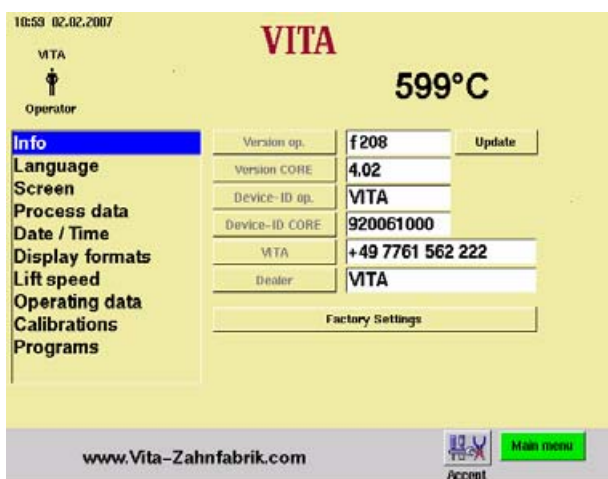 10:59 02.02.2007
VITA
VITA
Operator
599°C
Info
Language
Screen
Process data
Date / Time
Display formats
Lift speed
Operating data
Calibrations
Programs
Version op. f 208 Update
Version CORE 4.02
Device-ID op. VITA
Device-ID CORE 920061000
VITA +49 7761 562 222
Dealer VITA
Factory Settings
www.Vita-Zahnfabrik.com
Accept
Main menu